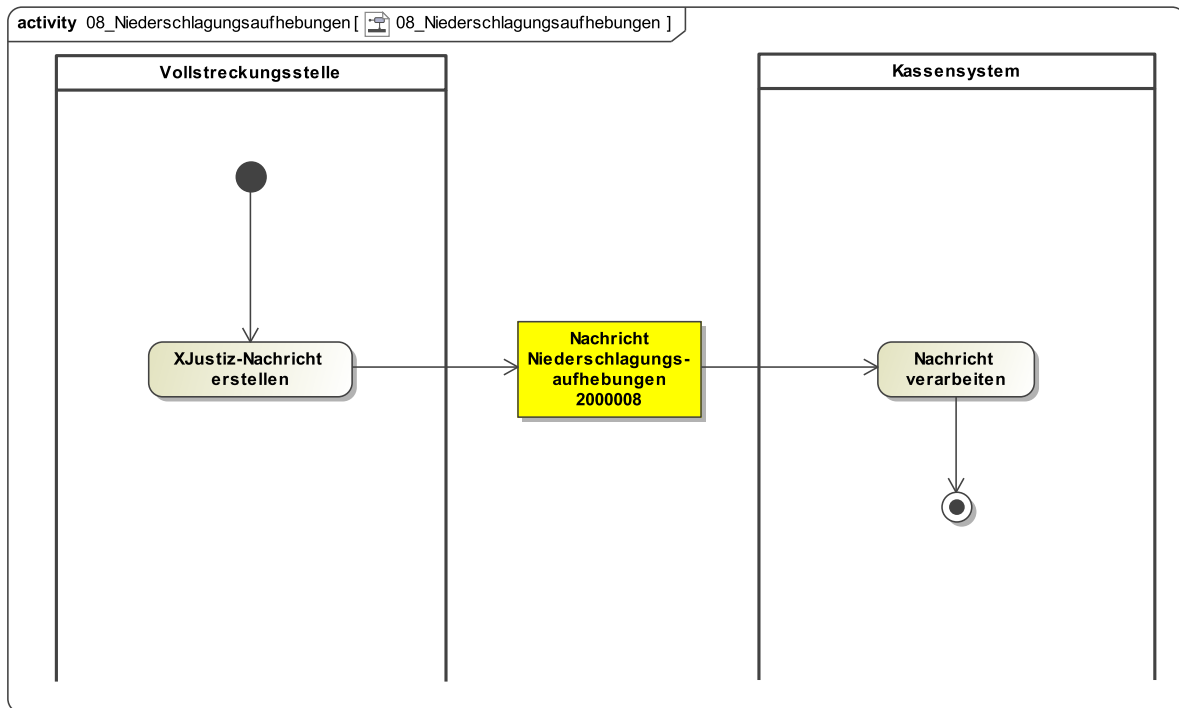 activity 08_Niederschlagungsaufhebungen [ 08_Niederschlagungsaufhebungen ]
Vollstreckungsstelle
Kassensystem
XJustiz-Nachricht
erstellen
Nachricht
Niederschlagungs-
aufhebungen
2000008
Nachricht
verarbeiten